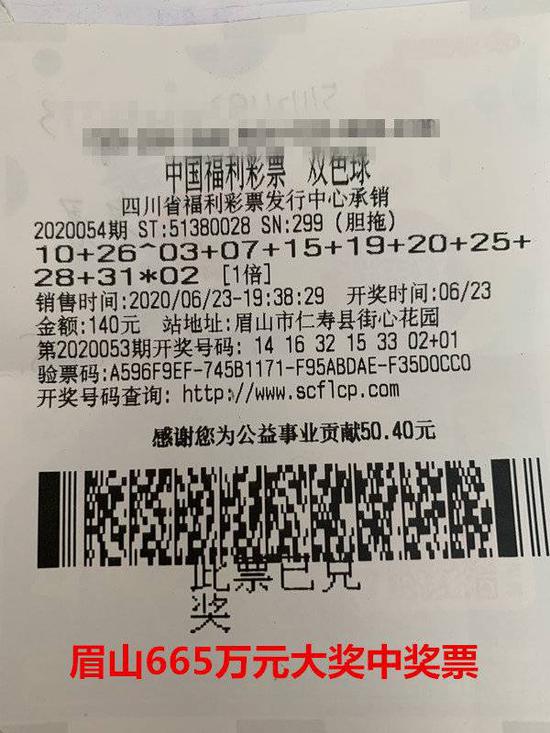 中国福利彩票 双色球
四川省福利彩票发行中心承销
2020054期 ST:51380028 SN:299 (胆拖)
10+26^03+07+15+19+20+25+
28+31*02 [1倍]
销售时间:2020/06/23-19:38:29 开奖时间:06/23
金额:140元 站地址:眉山市仁寿县街心花园
第2020053期开奖号码: 14 16 32 15 33 02+01
验票码:A596F9EF-745B1171-F95ABDAE-F35D0CC0
开奖号码查询: http://www.scflcp.com
感谢您为公益事业贡献50.40元
此票已兑
奖
眉山665万元大奖中奖票